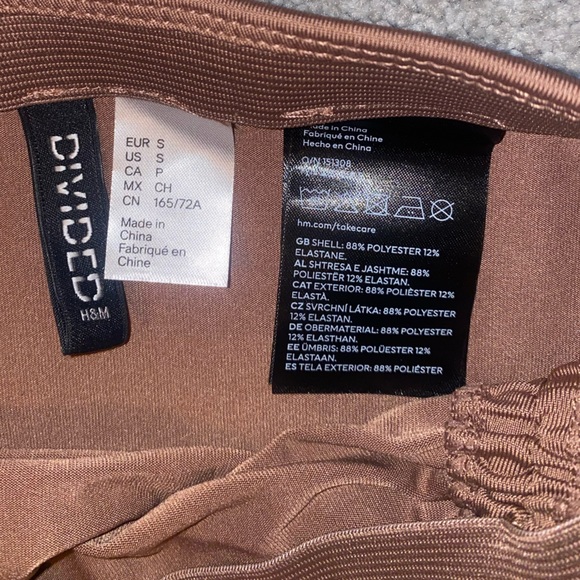 DIVIDED
H&M
EUR S
US S
CA P
MX CH
CN 165/72A
Made in
China
Fabriqué en
Chine
Made in China
Fabriqué en China
Hecho en China
O/N 151308
hm.com/takecare
GB SHELL: 88% POLYESTER 12%
ELASTANE.
AL SHTRESA E JASHTME: 88%
POLIESTËR 12% ELASTAN.
CAT EXTERIOR: 88% POLIÈSTER 12%
ELASTÀ.
CZ SVRCHNÍ LÁTKA: 88% POLYESTER
12% ELASTAN.
DE OBERMATERIAL: 88% POLYESTER
12% ELASTHAN.
EE ÜMBRIS: 88% POLÜESTER 12%
ELASTAAN.
ES TELA EXTERIOR: 88% POLIÉSTER